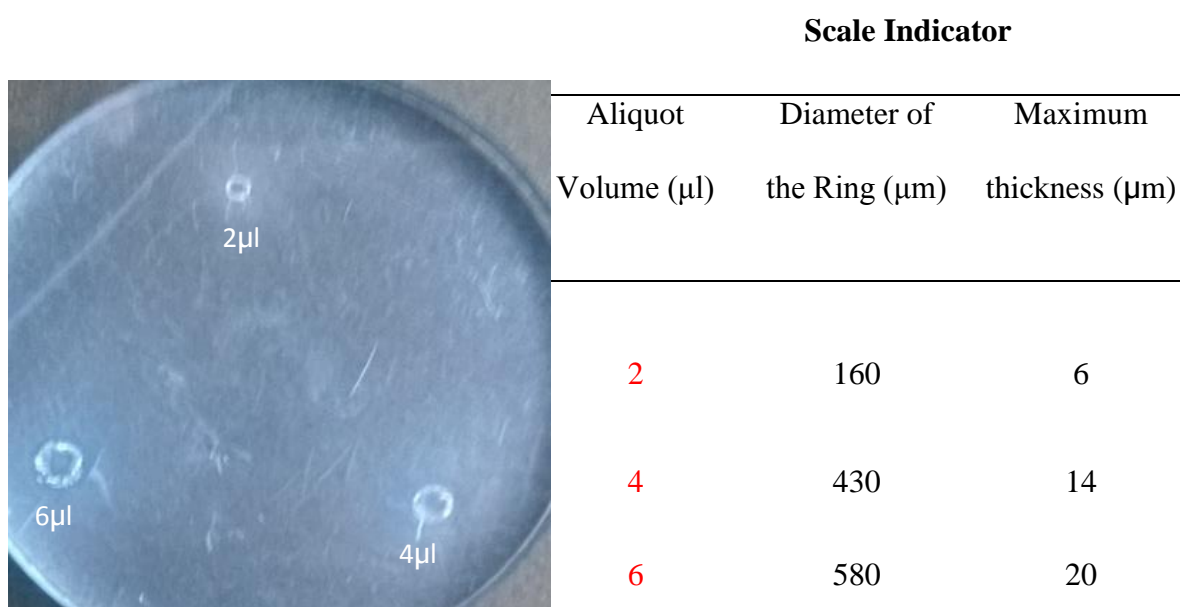 Scale Indicator
Aliquot Volume (μl)
Diameter of the Ring (μm)
Maximum thickness (μm)
2 160 6
4 430 14
6 580 20
2μl
6μl
4μl